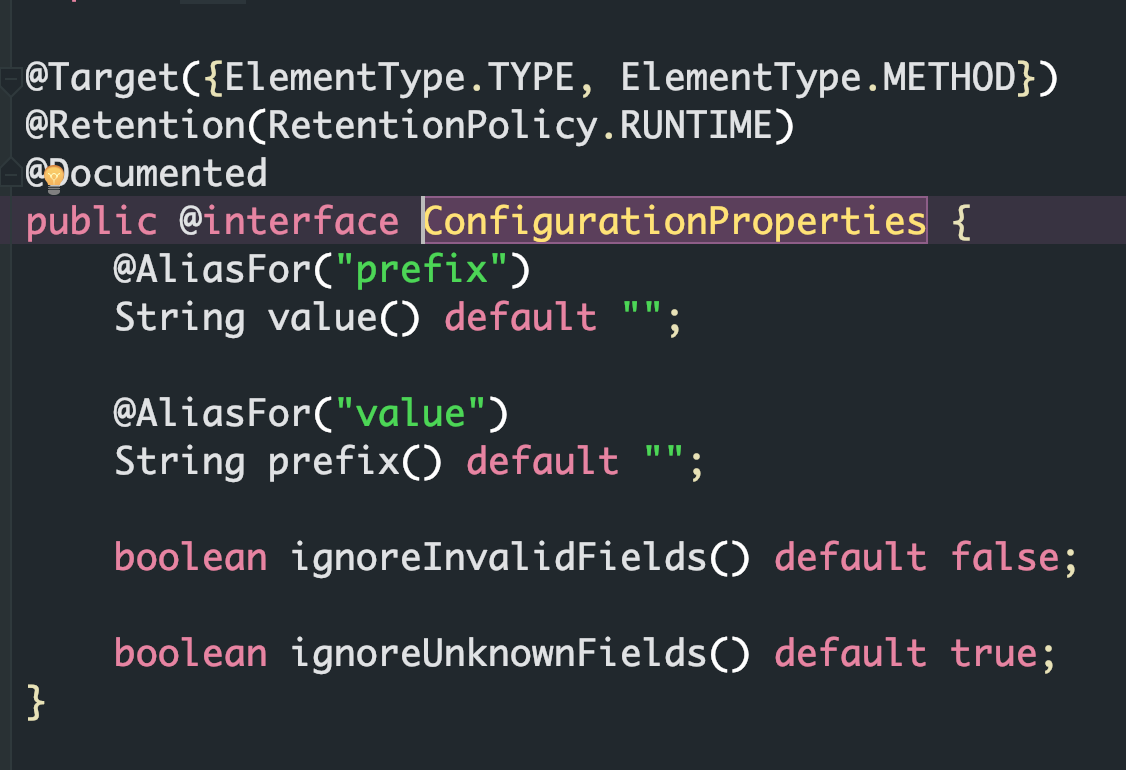 @Target({ElementType.TYPE, ElementType.METHOD})
@Retention(RetentionPolicy.RUNTIME)
@Documented
public @interface ConfigurationProperties {
    @AliasFor("prefix")
    String value() default "";
    @AliasFor("value")
    String prefix() default "";
    boolean ignoreInvalidFields() default false;
    boolean ignoreUnknownFields() default true;
}